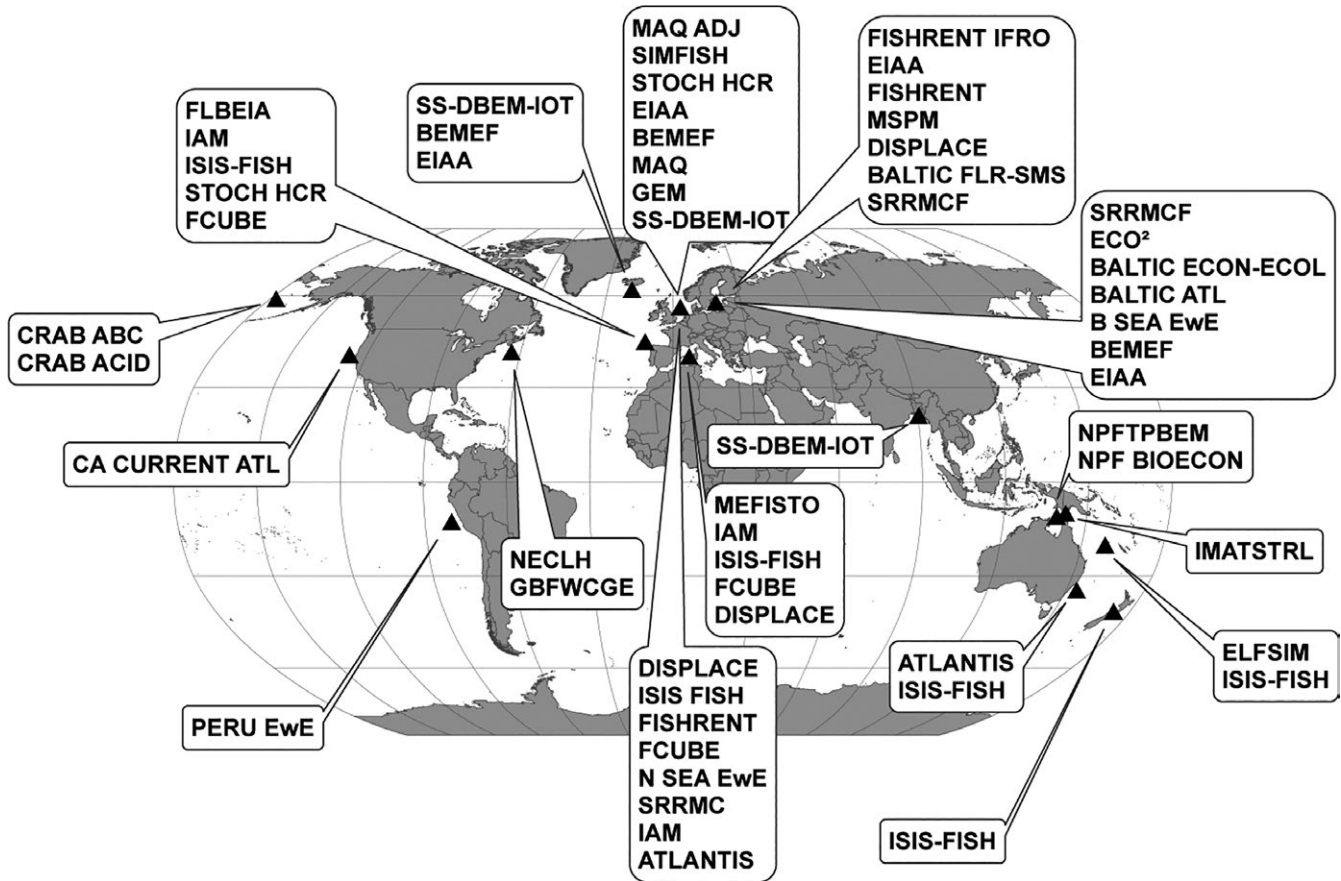 MAQ ADJ
SIMFISH
STOCH HCR
EIAA
BEMEF
MAQ
GEM
SS-DBEM-IOT
FISHRENT IFRO
EIAA
FISHRENT
MSPM
DISPLACE
BALTIC FLR-SMS
SRRMCF
FLBEIA
IAM
ISIS-FISH
STOCH HCR
FCUBE
SS-DBEM-IOT
BEMEF
EIAA
SRRMCF
ECO²
BALTIC ECON-ECOL
BALTIC ATL
B SEA EwE
BEMEF
EIAA
CRAB ABC
CRAB ACID
CA CURRENT ATL
SS-DBEM-IOT
NPFTPBEM
NPF BIOECON
MEFISTO
IAM
ISIS-FISH
FCUBE
DISPLACE
NECLH
GBFWCGE
IMATSTRL
ATLANTIS
ISIS-FISH
ELFSIM
ISIS-FISH
DISPLACE
ISIS FISH
FISHRENT
FCUBE
N SEA EwE
SRRMC
IAM
ATLANTIS
PERU EwE
ISIS-FISH